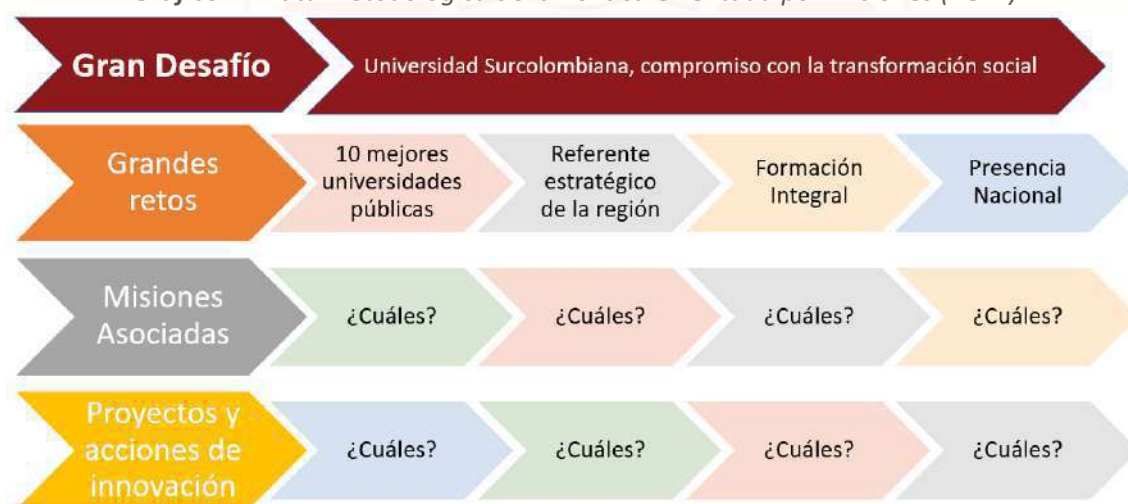 Gran Desafío
Universidad Surcolombiana, compromiso con la transformación social
Grandes
retos
10 mejores
universidades
públicas
Referente
estratégico
de la región
Formación
Integral
Presencia
Nacional
Misiones
Asociadas
¿Cuáles?
¿Cuáles?
¿Cuáles?
¿Cuáles?
Proyectos y
acciones de
innovación
¿Cuáles?
¿Cuáles?
¿Cuáles?
¿Cuáles?